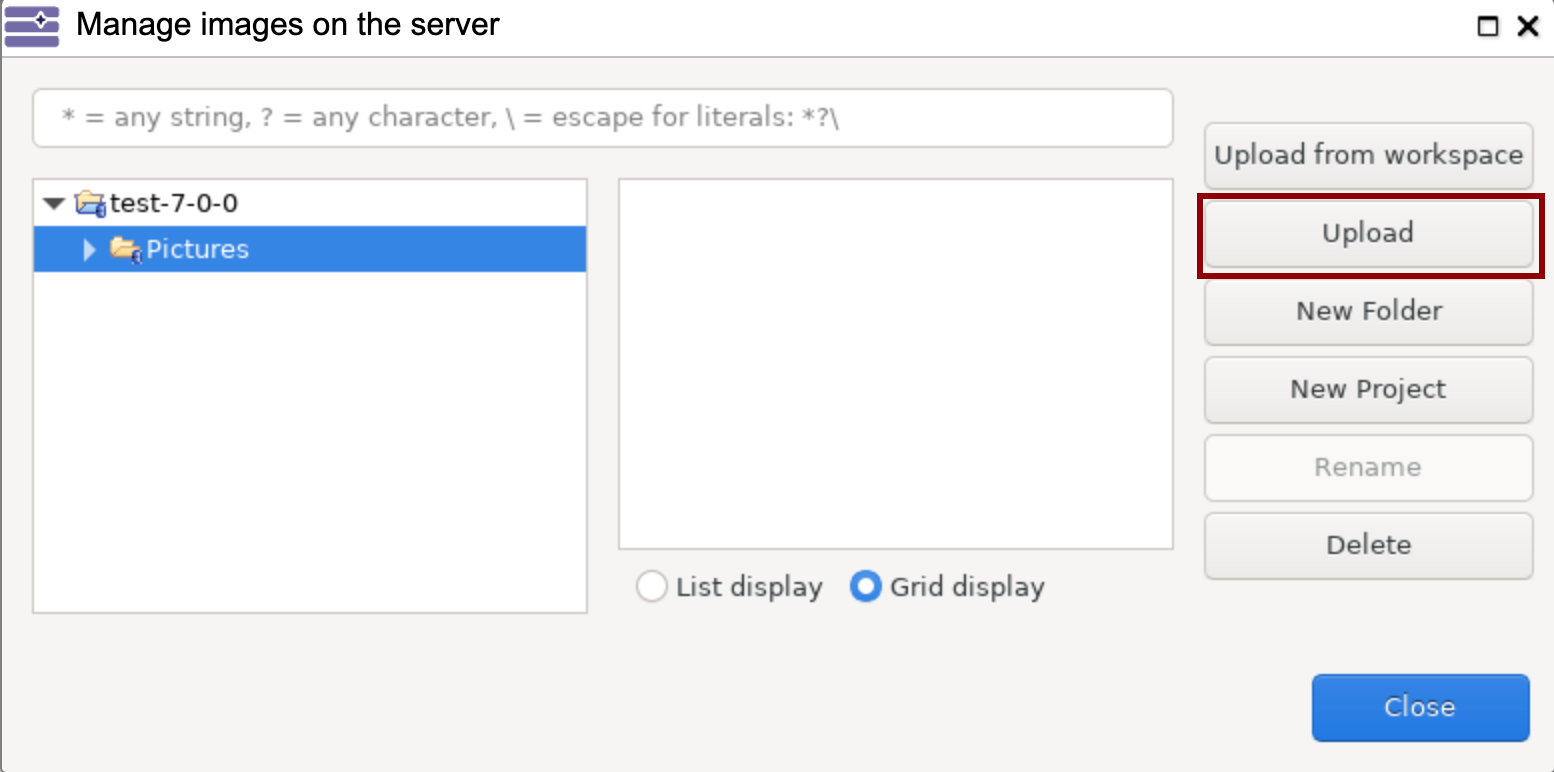 Manage images on the server
* = any string, ? = any character, \ = escape for literals: *?\
test-7-0-0
Pictures
List display
Grid display
Upload from workspace
Upload
New Folder
New Project
Rename
Delete
Close